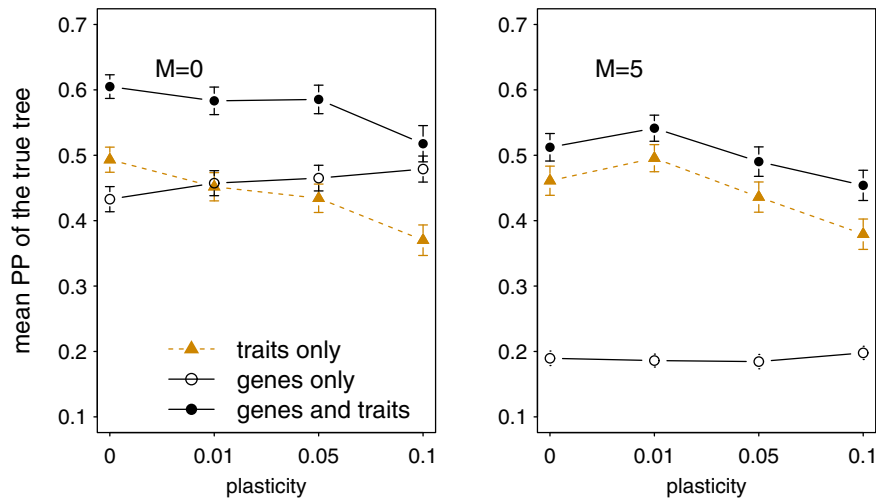 mean PP of the true tree
0.7
0.6
0.5
0.4
0.3
0.2
0.1
M=0
traits only
genes only
genes and traits
0 0.01 0.05 0.1
plasticity
0.7
0.6
0.5
0.4
0.3
0.2
0.1
M=5
0 0.01 0.05 0.1
plasticity